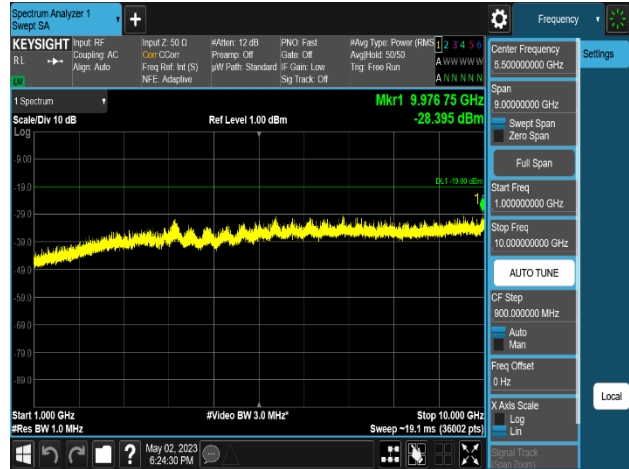 Spectrum Analyzer 1
Swept SA
+
Frequency
KEYSIGHT
RL
LM
Input: RF
Coupling: AC
Align: Auto
Input Z: 50 Ω
Corr CCorr
Freq Ref: Int (S)
NFE: Adaptive
#Atten: 12 dB
Preamp: Off
µW Path: Standard
PNO: Fast
Gate: Off
IF Gain: Low
Sig Track: Off
#Avg Type: Power (RMS
Avg|Hold: 50/50
Trig: Free Run
1 2 3 4 5 6
A W W W W W
A N N N N N
1 Spectrum
Scale/Div 10 dB
Ref Level 1.00 dBm
Mkr1 9.976 75 GHz
-28.395 dBm
Log
-9.00
-19.0
-29.0
-39.0
-49.0
-59.0
-69.0
-79.0
-89.0
DL1 -19.00 dBm
1
Start 1.000 GHz
#Res BW 1.0 MHz
#Video BW 3.0 MHz*
Stop 10.000 GHz
Sweep ~19.1 ms (36002 pts)
Center Frequency
5.500000000 GHz
Span
9.00000000 GHz
Swept Span
Zero Span
Full Span
Start Freq
1.000000000 GHz
Stop Freq
10.000000000 GHz
AUTO TUNE
CF Step
900.000000 MHz
Auto
Man
Freq Offset
0 Hz
X Axis Scale
Log
Lin
Signal Track
(Span Zoom)
Settings
Local
?
May 02, 2023
6:24:30 PM